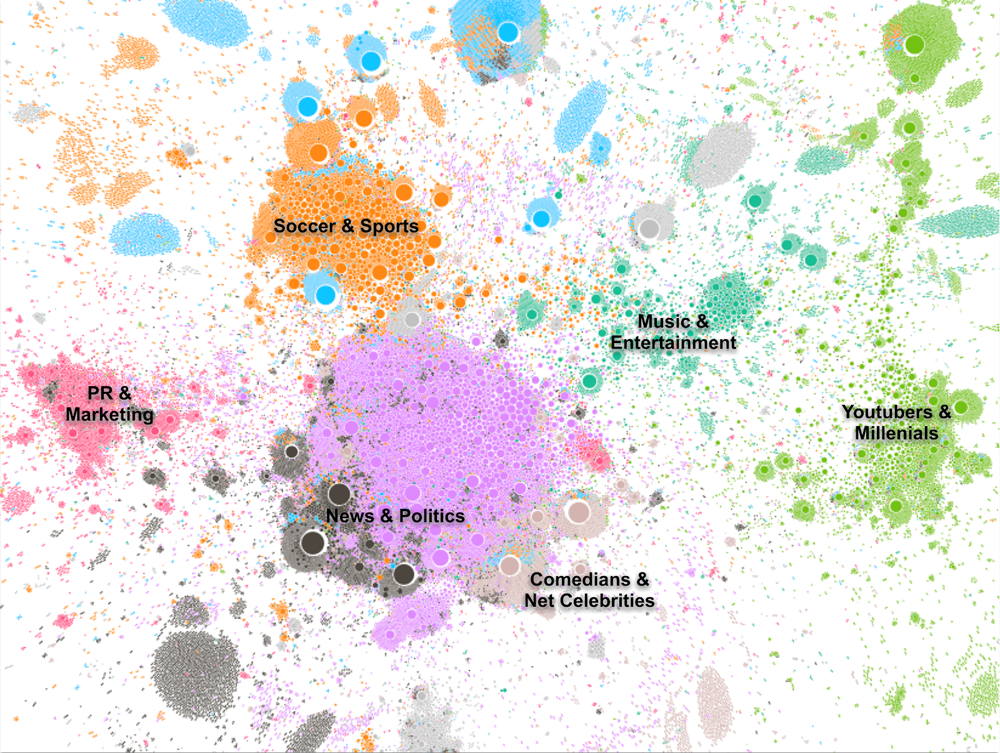 Soccer & Sports
Music &
Entertainment
PR &
Marketing
Youtubers &
Millenials
News & Politics
Comedians &
Net Celebrities